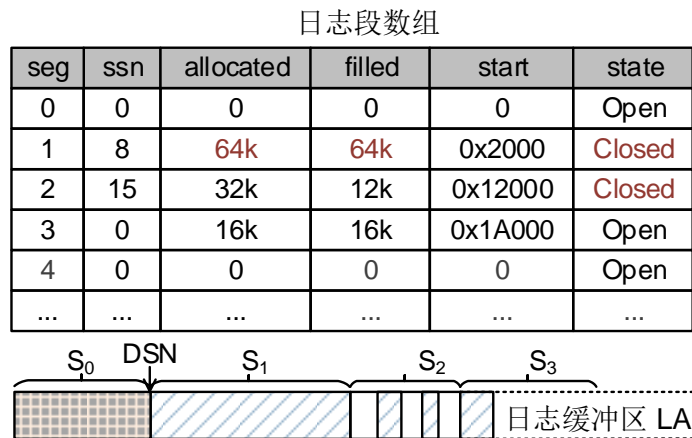 日志段数组
seg ssn allocated filled start state
0 0 0 0 0 Open
1 8 64k 64k 0x2000 Closed
2 15 32k 12k 0x12000 Closed
3 0 16k 16k 0x1A000 Open
4 0 0 0 0 Open
... ... ... ... ... ...
S₀ DSN S₁ S₂ S₃
日志缓冲区 LA